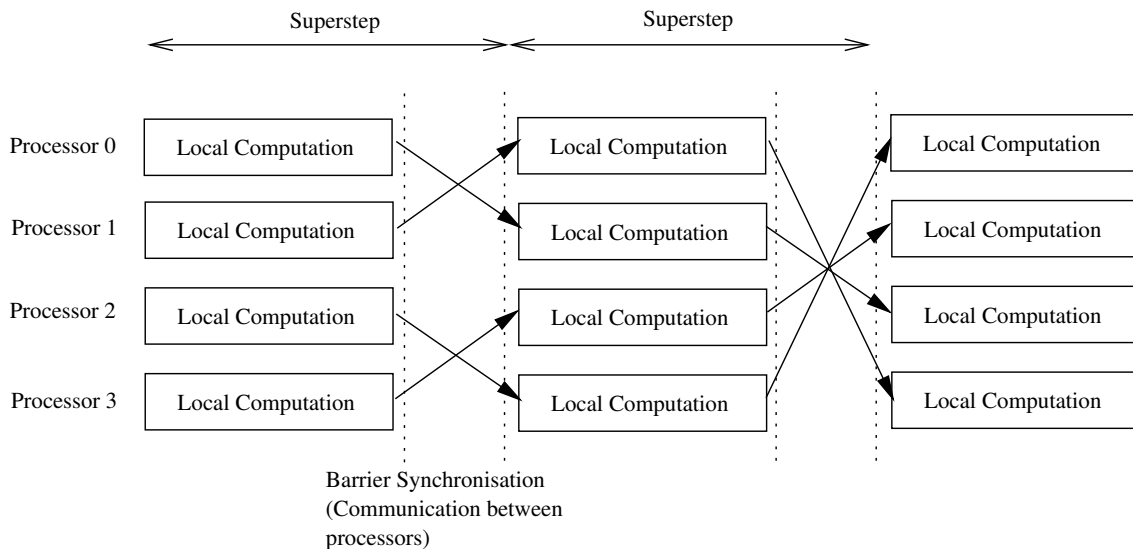 Superstep
Superstep
Processor 0
Local Computation
Local Computation
Local Computation
Processor 1
Local Computation
Local Computation
Local Computation
Processor 2
Local Computation
Local Computation
Local Computation
Processor 3
Local Computation
Local Computation
Local Computation
Barrier Synchronisation
(Communication between
processors)